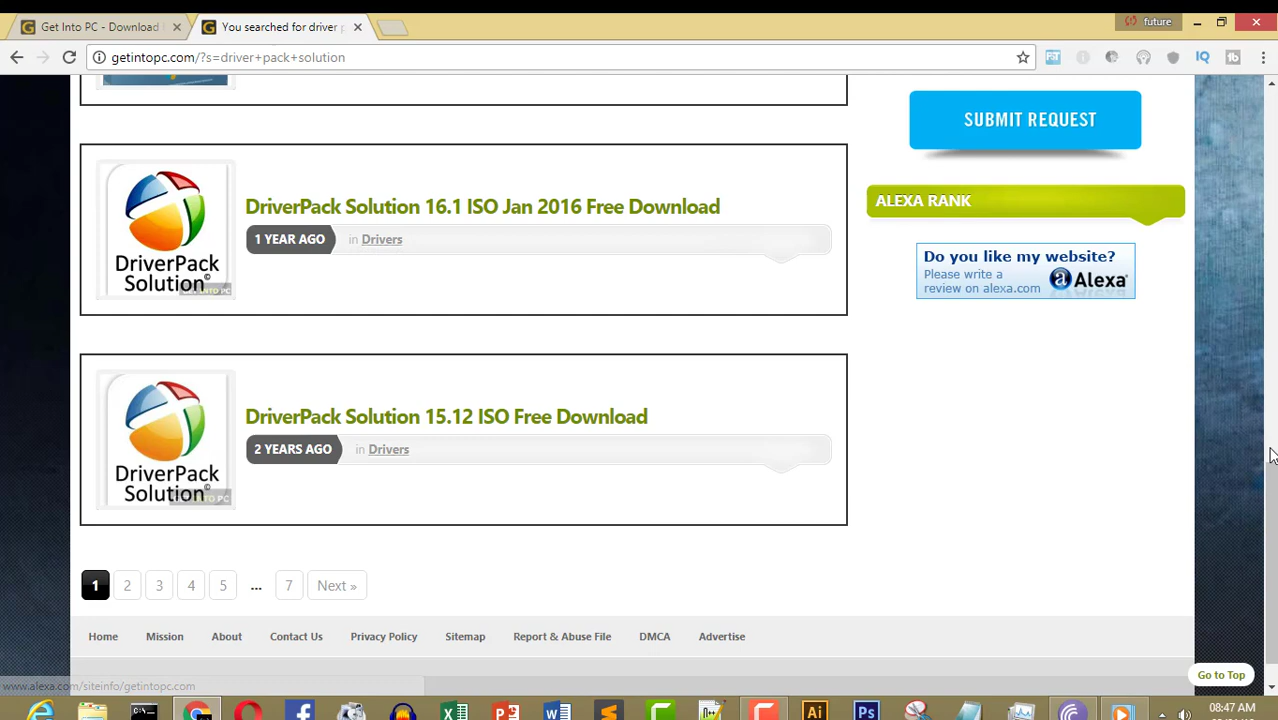 Get Into PC - Download
You searched for driver p
future
getintopc.com/?s=driver+pack+solution
SUBMIT REQUEST
DriverPack
Solution©
DriverPack Solution 16.1 ISO Jan 2016 Free Download
1 YEAR AGO in Drivers
ALEXA RANK
Do you like my website?
Please write a
review on alexa.com
Alexa®
DriverPack
Solution©
INTO PC
DriverPack Solution 15.12 ISO Free Download
2 YEARS AGO in Drivers
1 2 3 4 5 ... 7 Next »
Home Mission About Contact Us Privacy Policy Sitemap Report & Abuse File DMCA Advertise
Go to Top
www.alexa.com/siteinfo/getintopc.com
08:47 AM